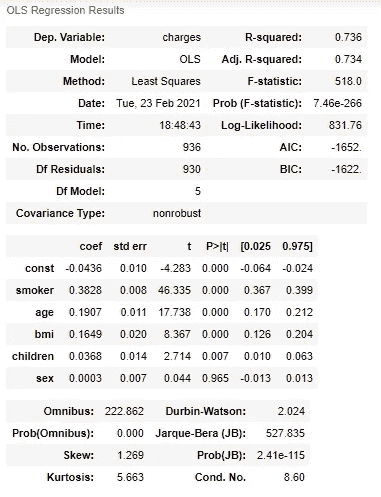 OLS Regression Results
Dep. Variable: charges R-squared: 0.736
Model: OLS Adj. R-squared: 0.734
Method: Least Squares F-statistic: 518.0
Date: Tue, 23 Feb 2021 Prob (F-statistic): 7.46e-266
Time: 18:48:43 Log-Likelihood: 831.76
No. Observations: 936 AIC: -1652.
Df Residuals: 930 BIC: -1622.
Df Model: 5
Covariance Type: nonrobust
coef std err t P>|t| [0.025 0.975]
const -0.0436 0.010 -4.283 0.000 -0.064 -0.024
smoker 0.3828 0.008 46.335 0.000 0.367 0.399
age 0.1907 0.011 17.738 0.000 0.170 0.212
bmi 0.1649 0.020 8.367 0.000 0.126 0.204
children 0.0368 0.014 2.714 0.007 0.010 0.063
sex 0.0003 0.007 0.044 0.965 -0.013 0.013
Omnibus: 222.862 Durbin-Watson: 2.024
Prob(Omnibus): 0.000 Jarque-Bera (JB): 527.835
Skew: 1.269 Prob(JB): 2.41e-115
Kurtosis: 5.663 Cond. No. 8.60